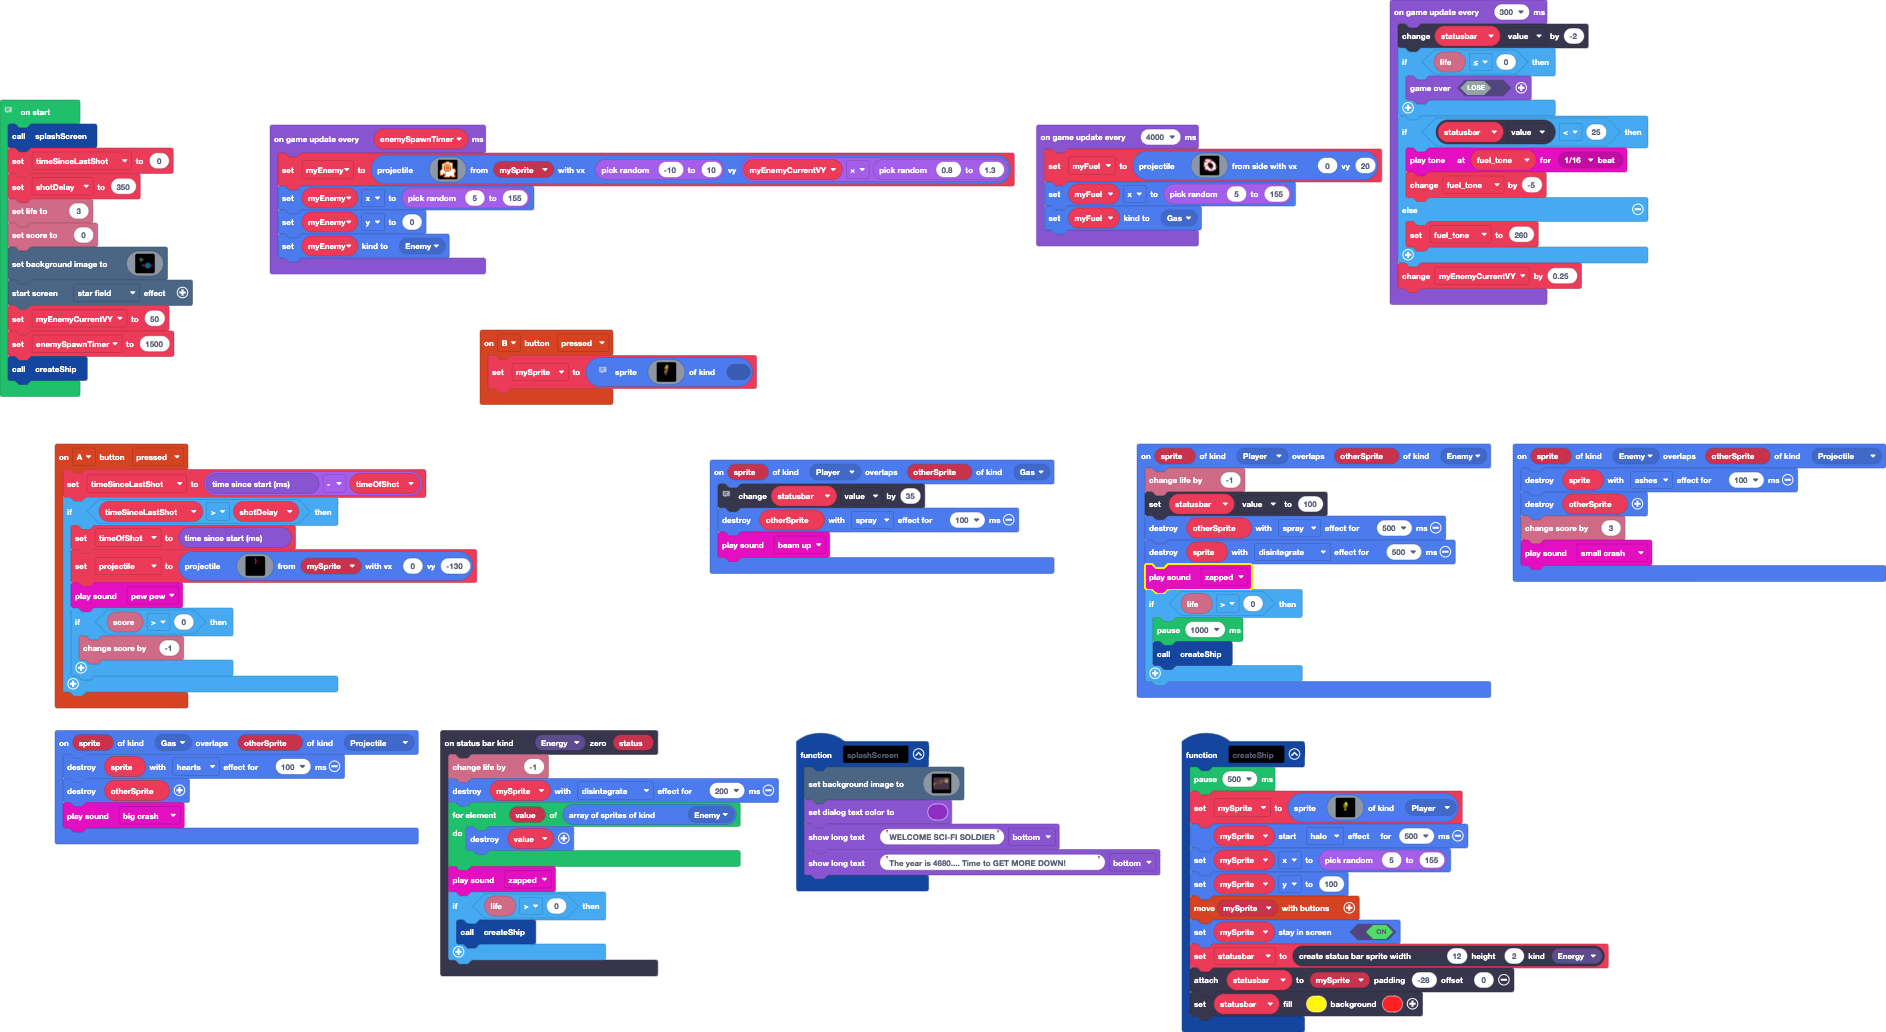 on start
call splashScreen
set timeSinceLastShot to 0
set shotDelay to 350
set life to 3
set score to 0
set background image to
start screen star field effect
set myEnemyCurrentVY to 50
set enemySpawnTimer to 1500
call createShip
on game update every enemySpawnTimer ms
set myEnemy to projectile from mySprite with vx pick random -10 to 10 vy myEnemyCurrentVY x pick random 0.8 to 1.3
set myEnemy x to pick random 5 to 155
set myEnemy y to 0
set myEnemy kind to Enemy
on B button pressed
set mySprite to sprite of kind
on game update every 4000 ms
set myFuel to projectile from side with vx 0 vy 20
set myFuel x to pick random 5 to 155
set myFuel kind to Gas
on game update every 300 ms
change statusbar value by -2
if life ≤ 0 then
game over LOSE
if statusbar value < 25 then
play tone at fuel_tone for 1/16 beat
change fuel_tone by -5
else
set fuel_tone to 260
change myEnemyCurrentVY by 0.25
on A button pressed
set timeSinceLastShot to time since start (ms) - timeOfShot
if timeSinceLastShot > shotDelay then
set timeOfShot to time since start (ms)
set projectile to projectile from mySprite with vx 0 vy -130
play sound pew pew
if score > 0 then
change score by -1
on sprite of kind Player overlaps otherSprite of kind Gas
change statusbar value by 35
destroy otherSprite with spray effect for 100 ms
play sound beam up
on sprite of kind Player overlaps otherSprite of kind Enemy
change life by -1
set statusbar value to 100
destroy otherSprite with spray effect for 500 ms
destroy sprite with disintegrate effect for 500 ms
play sound zapped
if life > 0 then
pause 1000 ms
call createShip
on sprite of kind Enemy overlaps otherSprite of kind Projectile
destroy sprite with ashes effect for 100 ms
destroy otherSprite
change score by 3
play sound small crash
on sprite of kind Gas overlaps otherSprite of kind Projectile
destroy sprite with hearts effect for 100 ms
destroy otherSprite
play sound big crash
on status bar kind Energy zero status
change life by -1
destroy mySprite with disintegrate effect for 200 ms
for element value of array of sprites of kind Enemy
do destroy value
play sound zapped
if life > 0 then
call createShip
function splashScreen
set background image to
set dialog text color to
show long text "WELCOME SCI-FI SOLDIER" bottom
show long text "The year is 4680.... Time to GET MORE DOWN!" bottom
function createShip
pause 500 ms
set mySprite to sprite of kind Player
mySprite start halo effect for 500 ms
set mySprite x to pick random 5 to 155
set mySprite y to 100
move mySprite with buttons
set mySprite stay in screen ON
set statusbar to create status bar sprite width 12 height 2 kind Energy
attach statusbar to mySprite padding -28 offset 0
set statusbar fill background